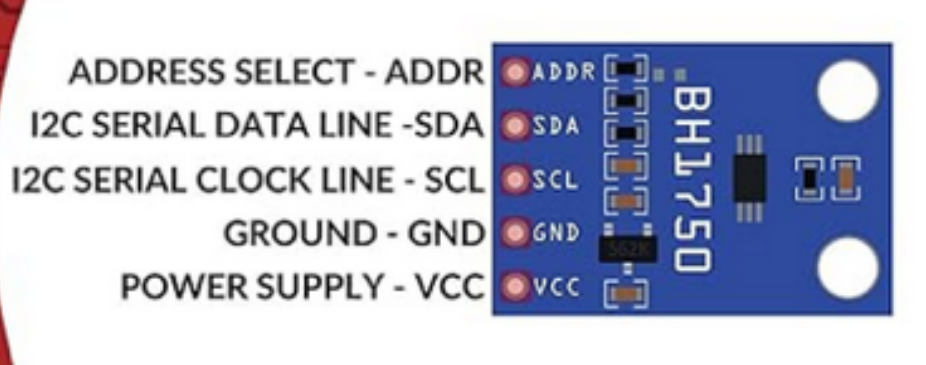 ADDRESS SELECT - ADDR
I2C SERIAL DATA LINE -SDA
I2C SERIAL CLOCK LINE - SCL
GROUND - GND
POWER SUPPLY - VCC
ADDR
SDA
SCL
GND
VCC
BH1750
562K